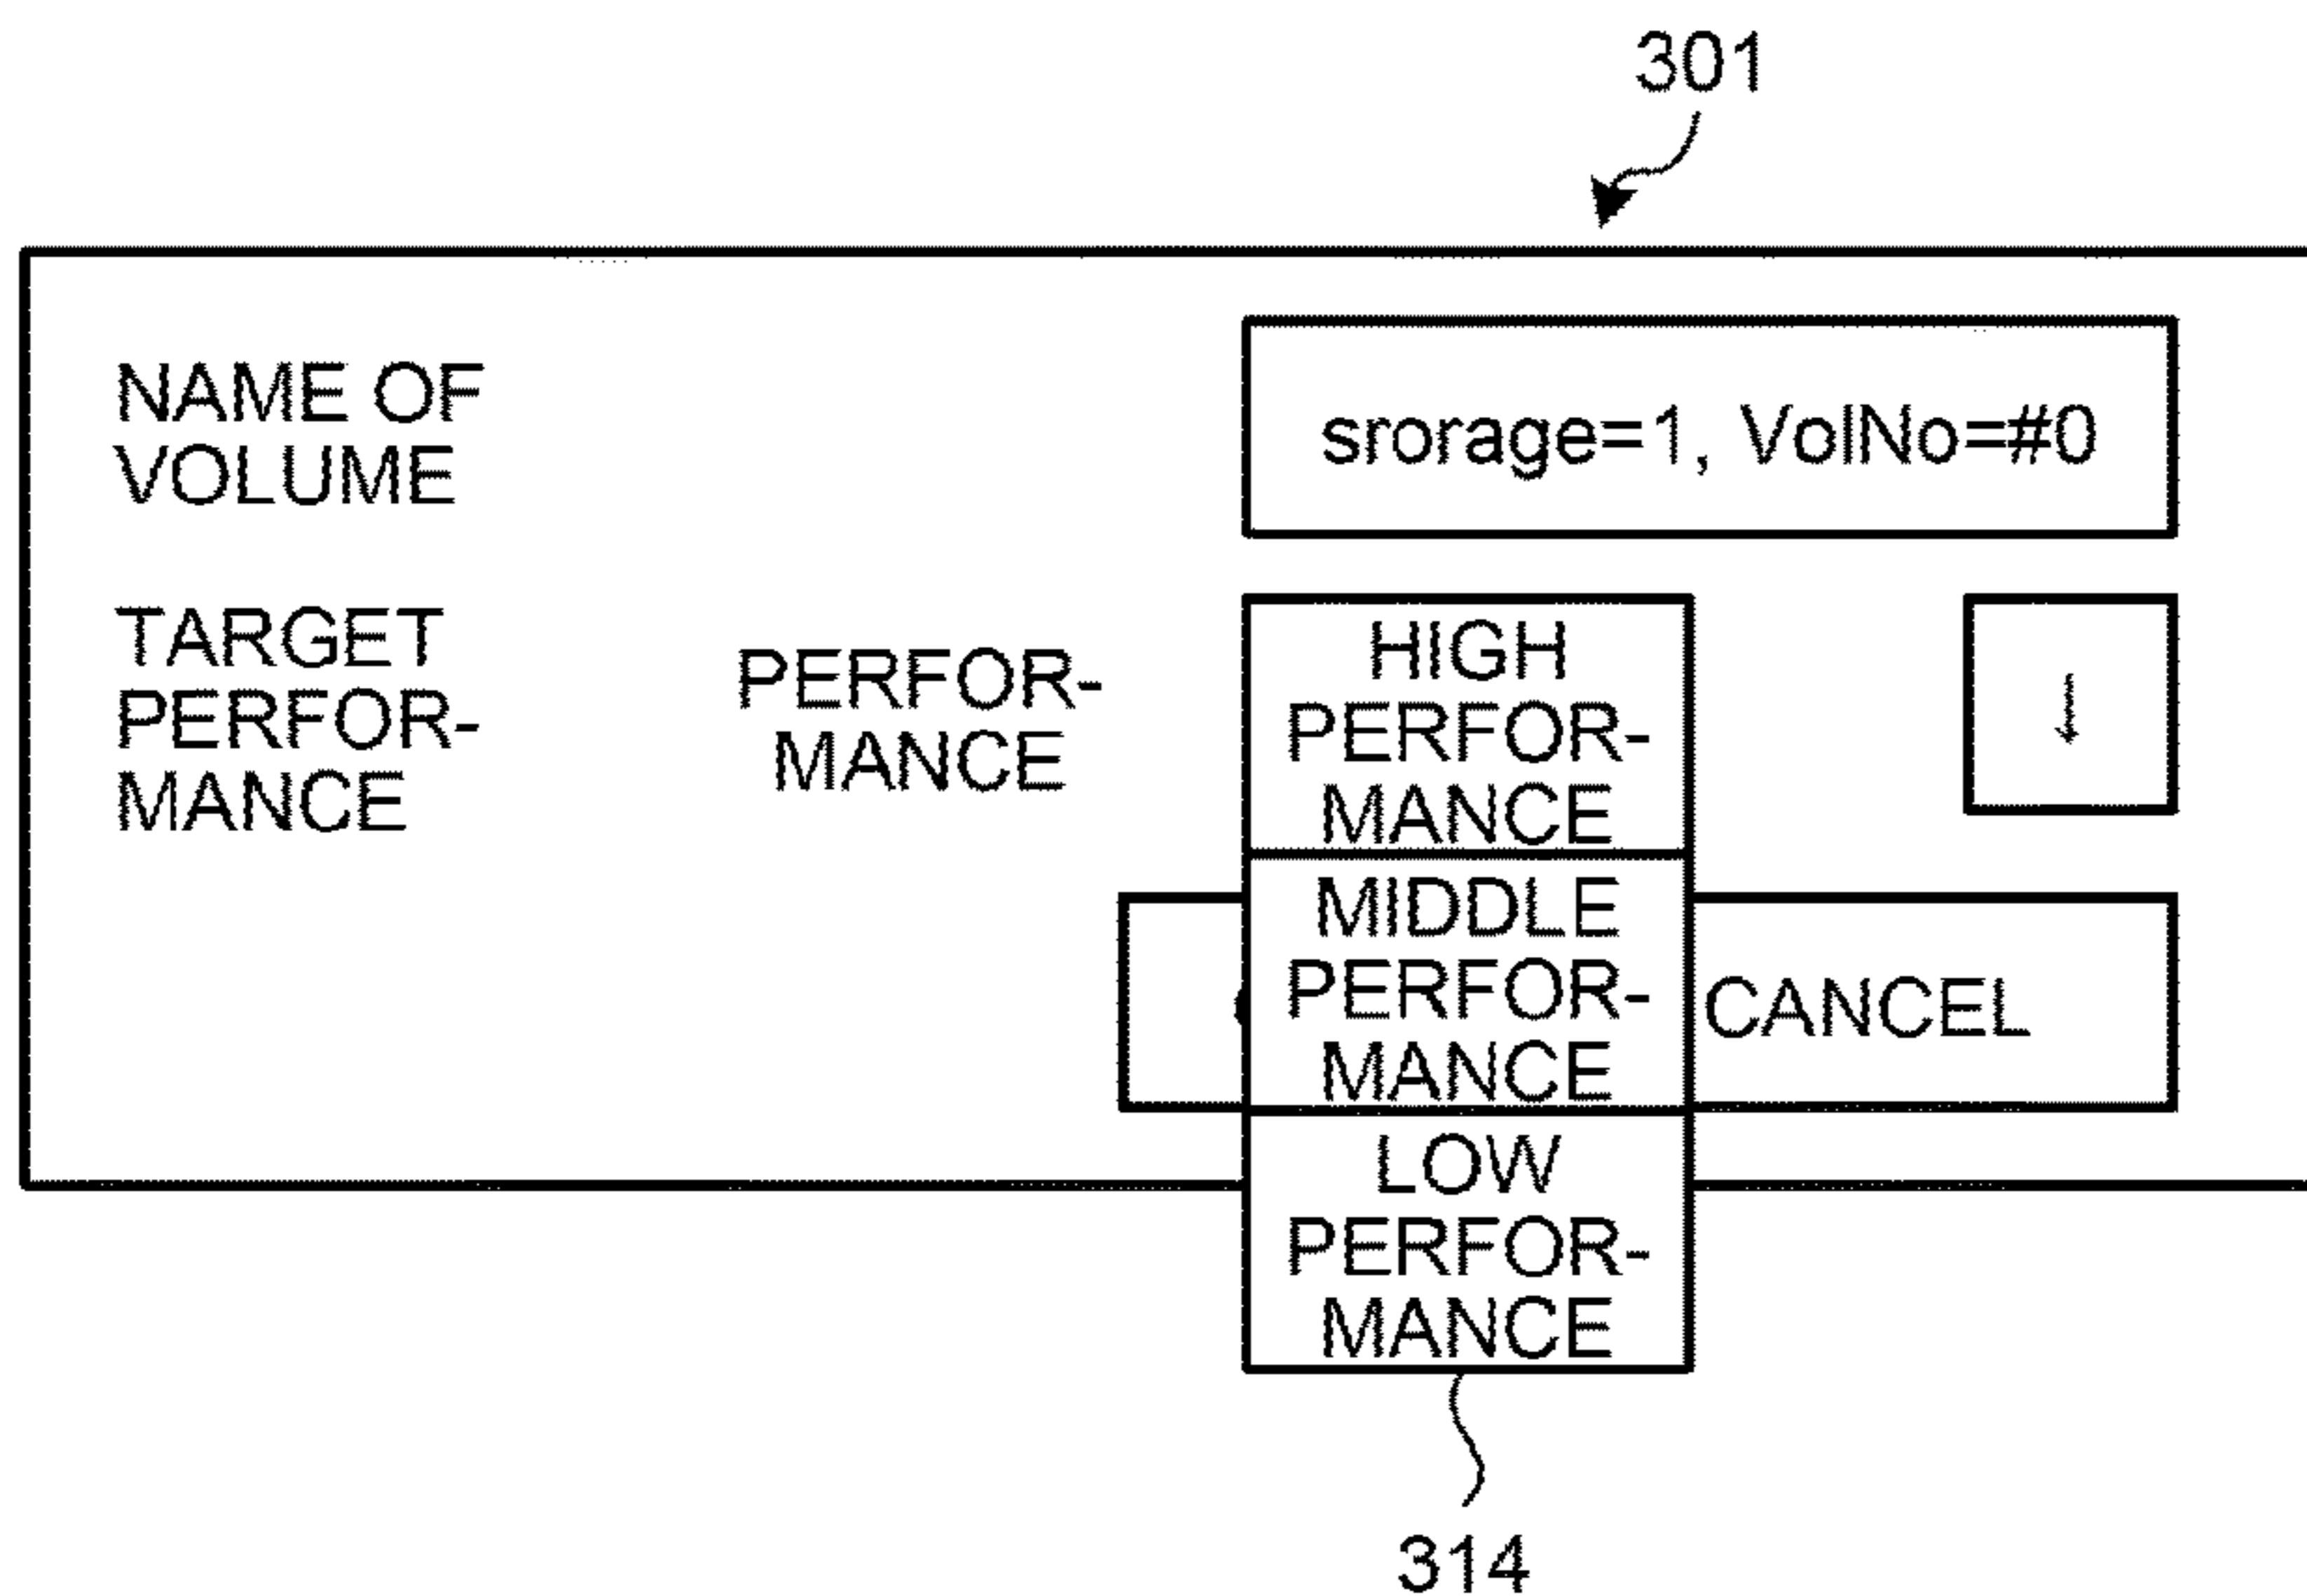 301
NAME OF
VOLUME
srorage=1, VolNo=#0
TARGET
PERFOR-
MANCE
PERFOR-
MANCE
HIGH
PERFOR-
MANCE
↓
MIDDLE
PERFOR-
MANCE
CANCEL
LOW
PERFOR-
MANCE
314